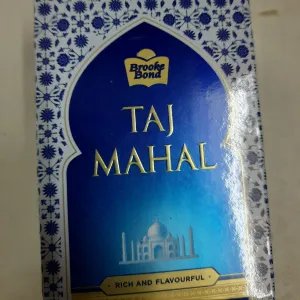 Brooke
Bond
TAJ
MAHAL
RICH AND FLAVOURFUL